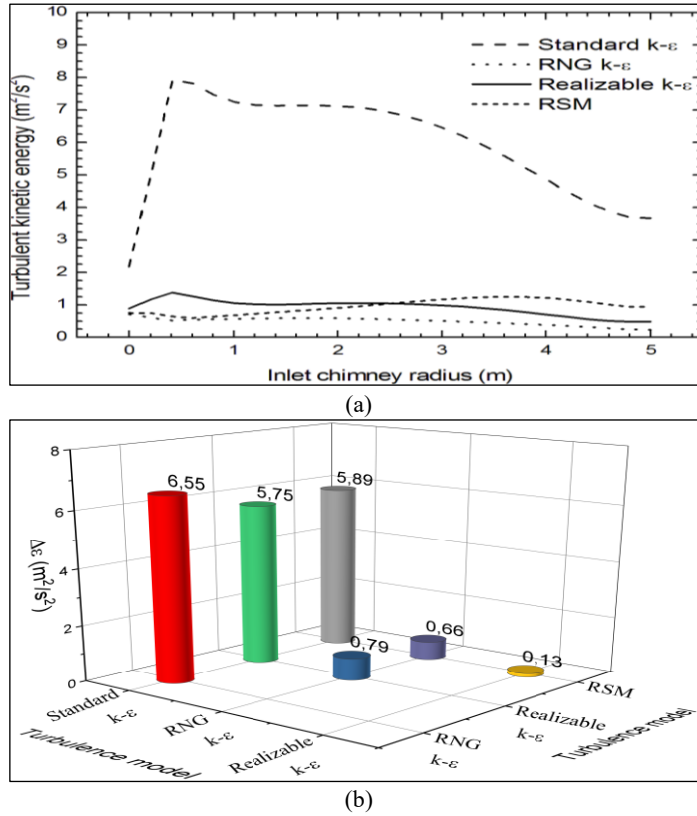 10
9
8
7
6
5
4
3
2
1
0
Turbulent kinetic energy (m²/s²)
Standard k-ε
RNG k-ε
Realizable k-ε
RSM
0 1 2 3 4 5
Inlet chimney radius (m)
(a)
8
6
4
2
0
Δε (m²/s²)
6,55
5,75
5,89
0,79
0,66
0,13
Standard
k-ε
RNG
k-ε
Realizable
k-ε
Turbulence model
RNG
k-ε
Realizable
k-ε
RSM
Turbulence model
(b)